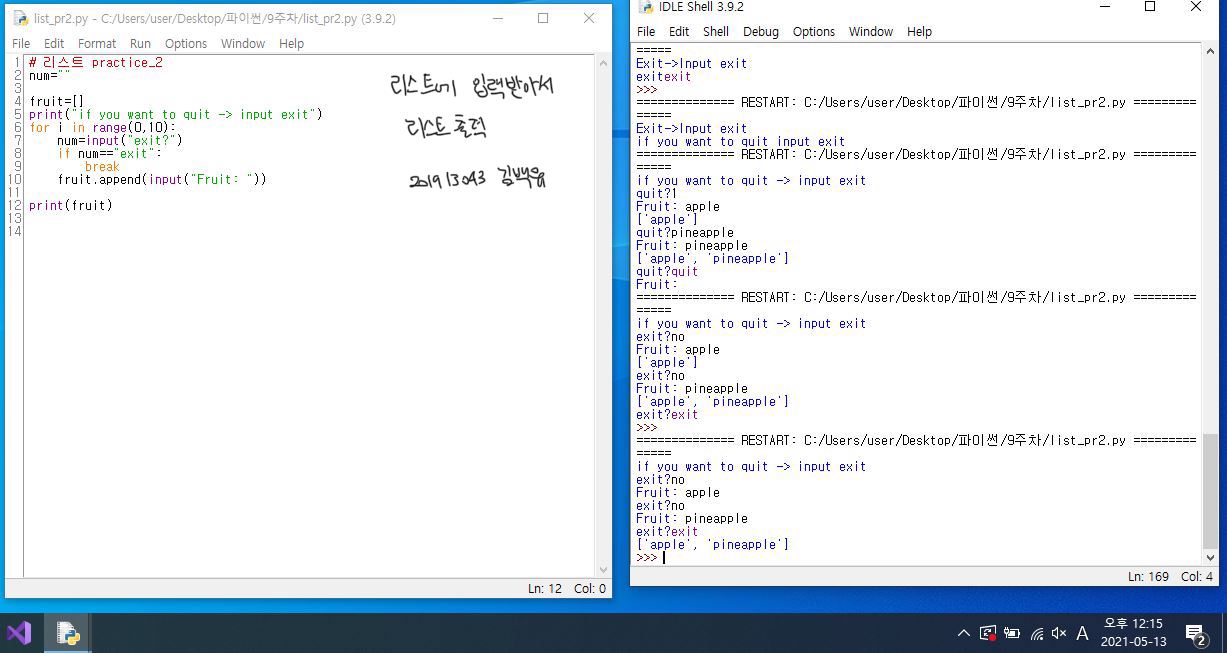 list_pr2.py - C:/Users/user/Desktop/파이썬/9주차/list_pr2.py (3.9.2)
File Edit Format Run Options Window Help
1 # 리스트 practice_2
2 num=""
3
4 fruit=[]
5 print("if you want to quit -> input exit")
6 for i in range(0,10):
7 num=input("exit?")
8 if num=="exit":
9 break
10 fruit.append(input("Fruit: "))
11
12 print(fruit)
13
14
리스트에 입력받아서
리스트 출력
201913043
Ln: 12 Col: 0
IDLE Shell 3.9.2
File Edit Shell Debug Options Window Help
=====
Exit->Input exit
exitexit
>>>
============== RESTART: C:/Users/user/Desktop/파이썬/9주차/list_pr2.py =========
=====
Exit->Input exit
if you want to quit input exit
============== RESTART: C:/Users/user/Desktop/파이썬/9주차/list_pr2.py =========
=====
if you want to quit -> input exit
quit?1
Fruit: apple
['apple']
quit?pineapple
Fruit: pineapple
['apple', 'pineapple']
quit?quit
Fruit:
============== RESTART: C:/Users/user/Desktop/파이썬/9주차/list_pr2.py =========
=====
if you want to quit -> input exit
exit?no
Fruit: apple
['apple']
exit?no
Fruit: pineapple
['apple', 'pineapple']
exit?exit
>>>
============== RESTART: C:/Users/user/Desktop/파이썬/9주차/list_pr2.py =========
=====
if you want to quit -> input exit
exit?no
Fruit: apple
exit?no
Fruit: pineapple
exit?exit
['apple', 'pineapple']
>>>
Ln: 169 Col: 4
A
오후 12:15
2021-05-13
2